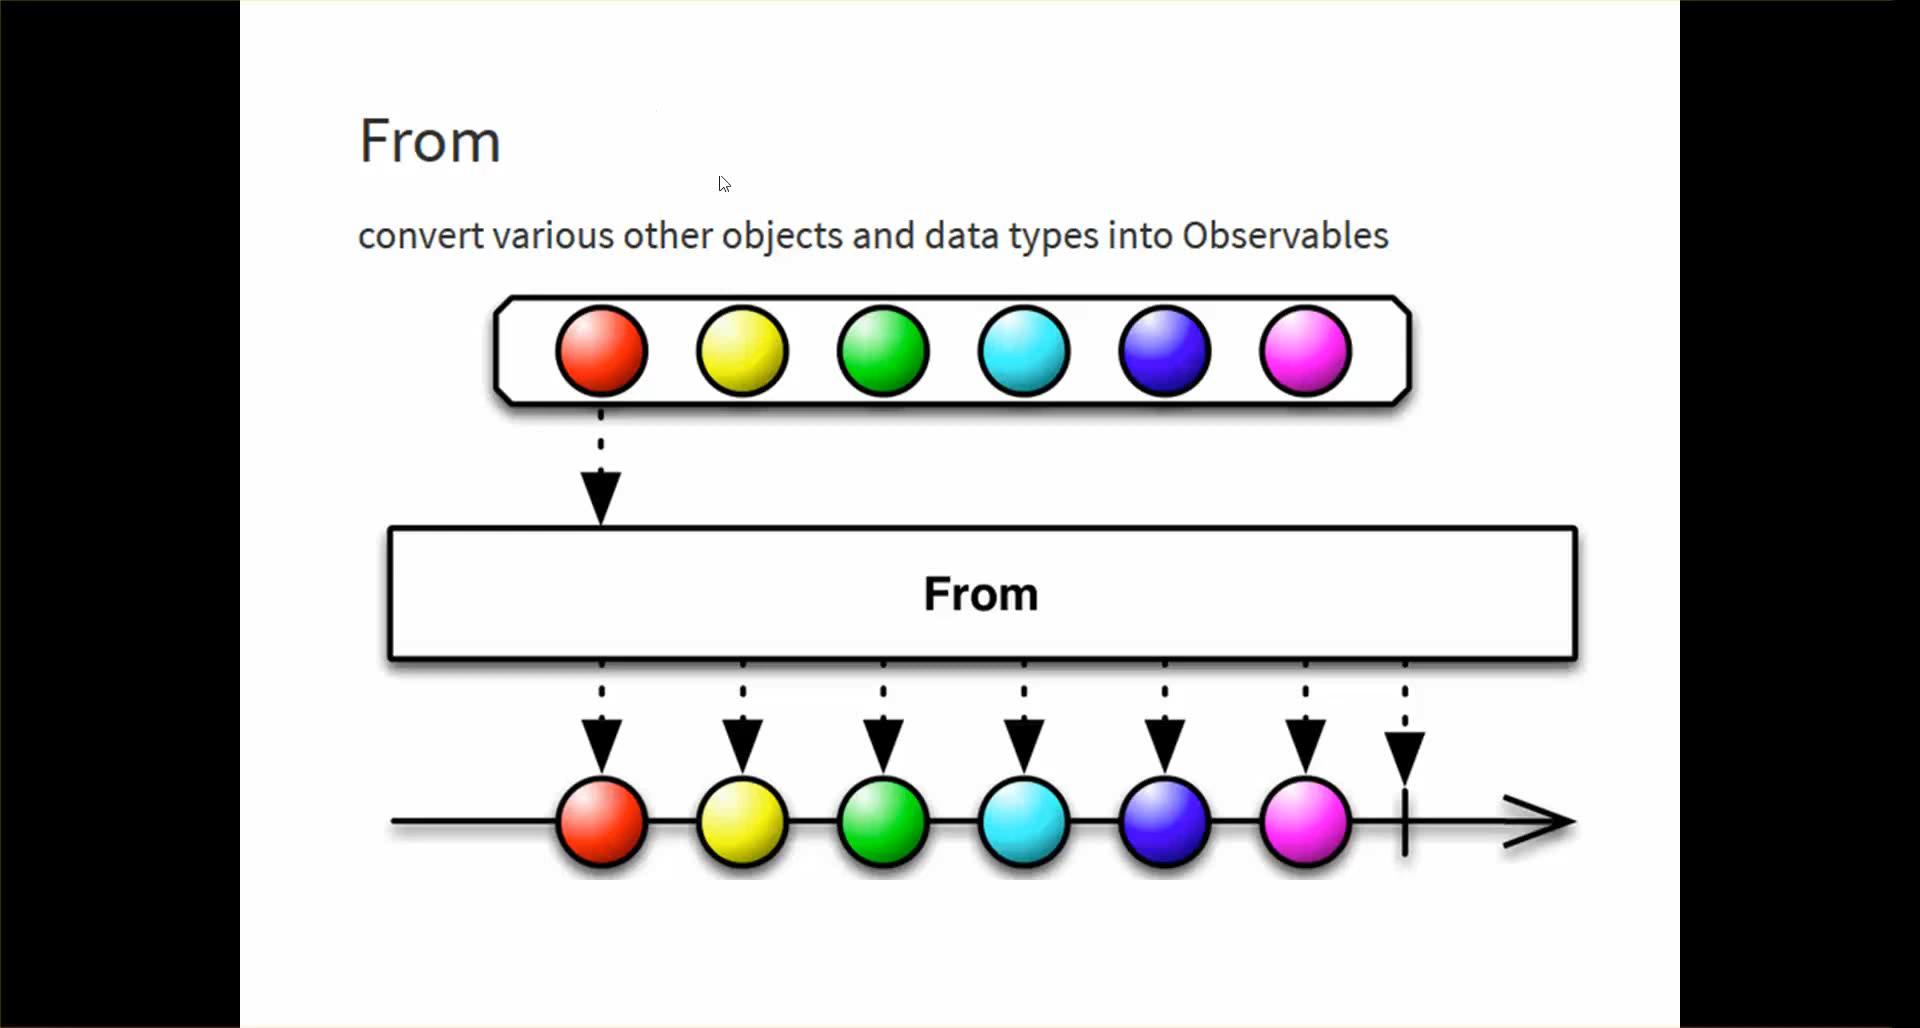 From
convert various other objects and data types into Observables
From